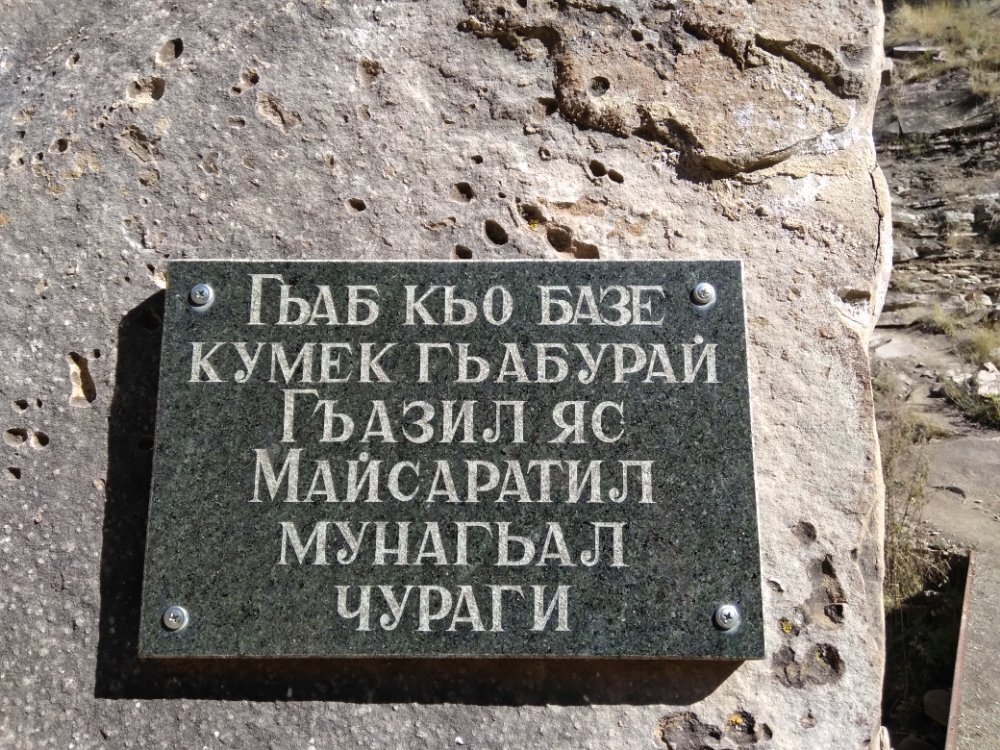 Гьаб кьо базе
кумек гьабурай
Гъазил яс
Майсаратил
мунагьал
чураги